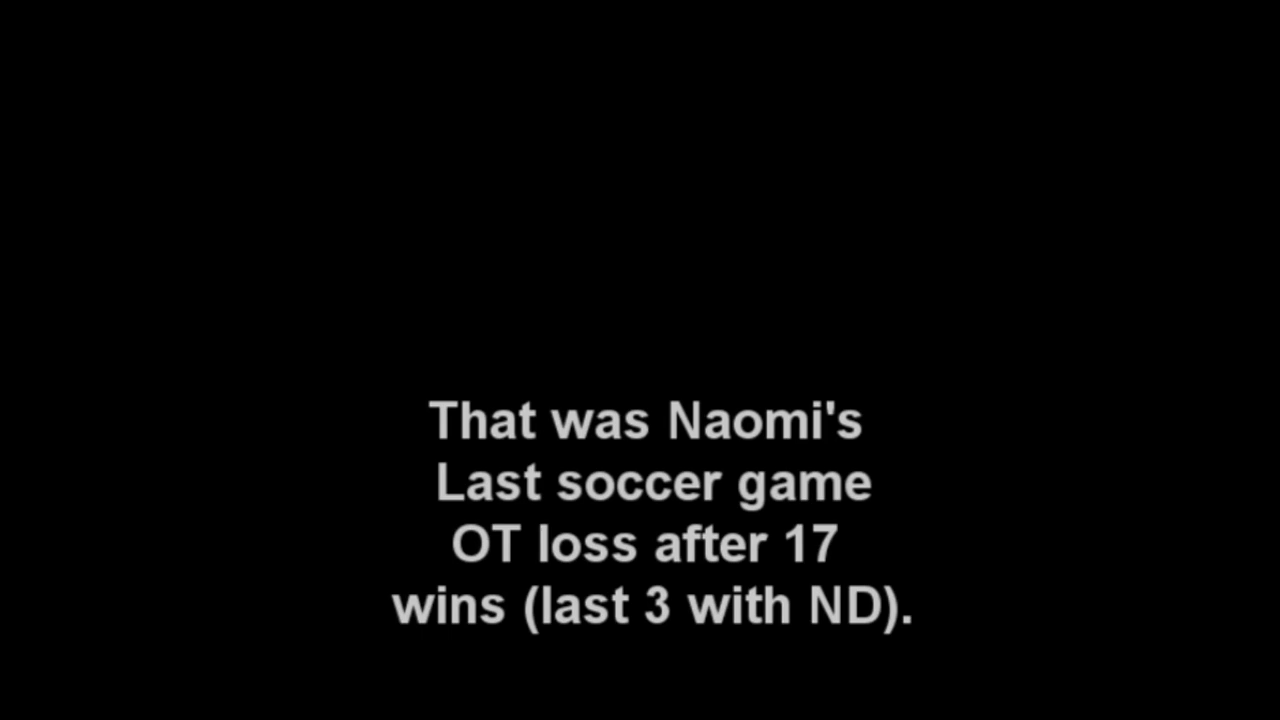 That was Naomi's
Last soccer game
OT loss after 17
wins (last 3 with ND).